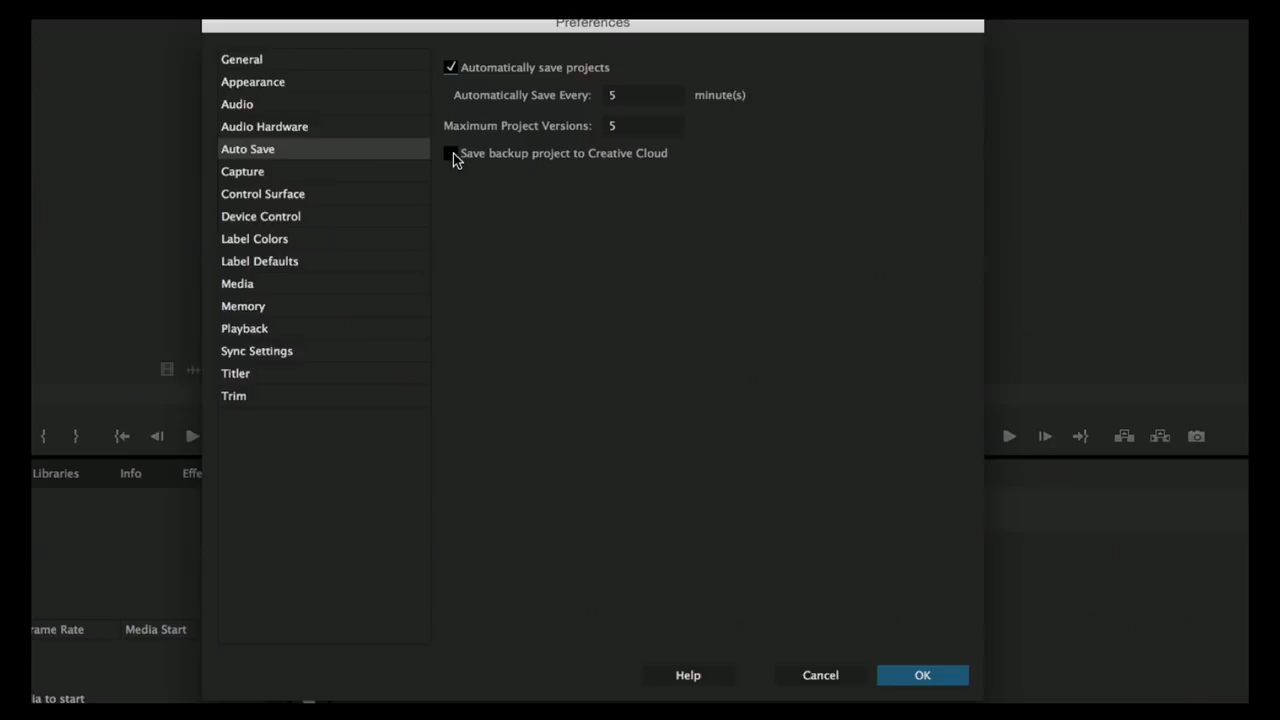 Preferences
General
Appearance
Audio
Audio Hardware
Auto Save
Capture
Control Surface
Device Control
Label Colors
Label Defaults
Media
Memory
Playback
Sync Settings
Titler
Trim
Automatically save projects
Automatically Save Every: 5 minute(s)
Maximum Project Versions: 5
Save backup project to Creative Cloud
Libraries Info Effe
rame Rate Media Start
ia to start
Help Cancel OK